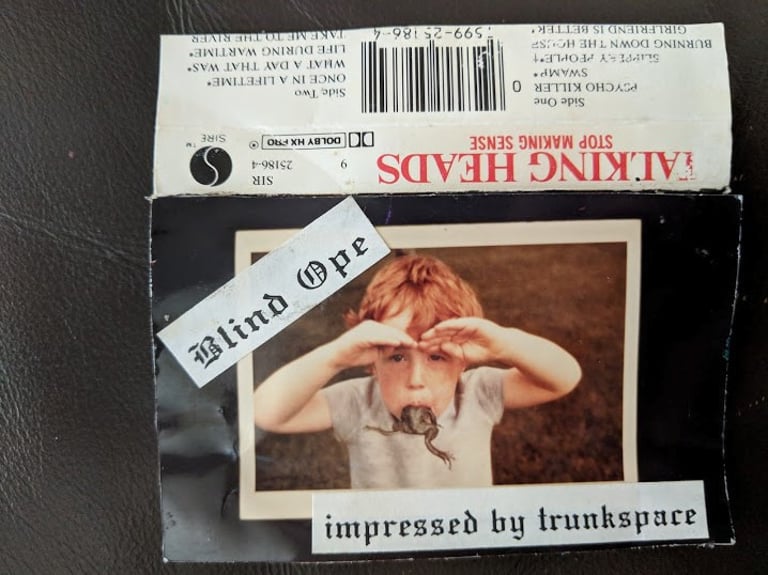 TALKING HEADS
STOP MAKING SENSE
DOLBY HX PRO
SIR
9 25186-4
SIRE
Side One
PSYCHO KILLER
SWAMP*
SLIPPERY PEOPLE*†
BURNING DOWN THE HOUSE
GIRLFRIEND IS BETTER*
0 7599-25186-4
Side Two
ONCE IN A LIFETIME*
WHAT A DAY THAT WAS*
LIFE DURING WARTIME*
TAKE ME TO THE RIVER
Blind Ope
impressed by trunkspace